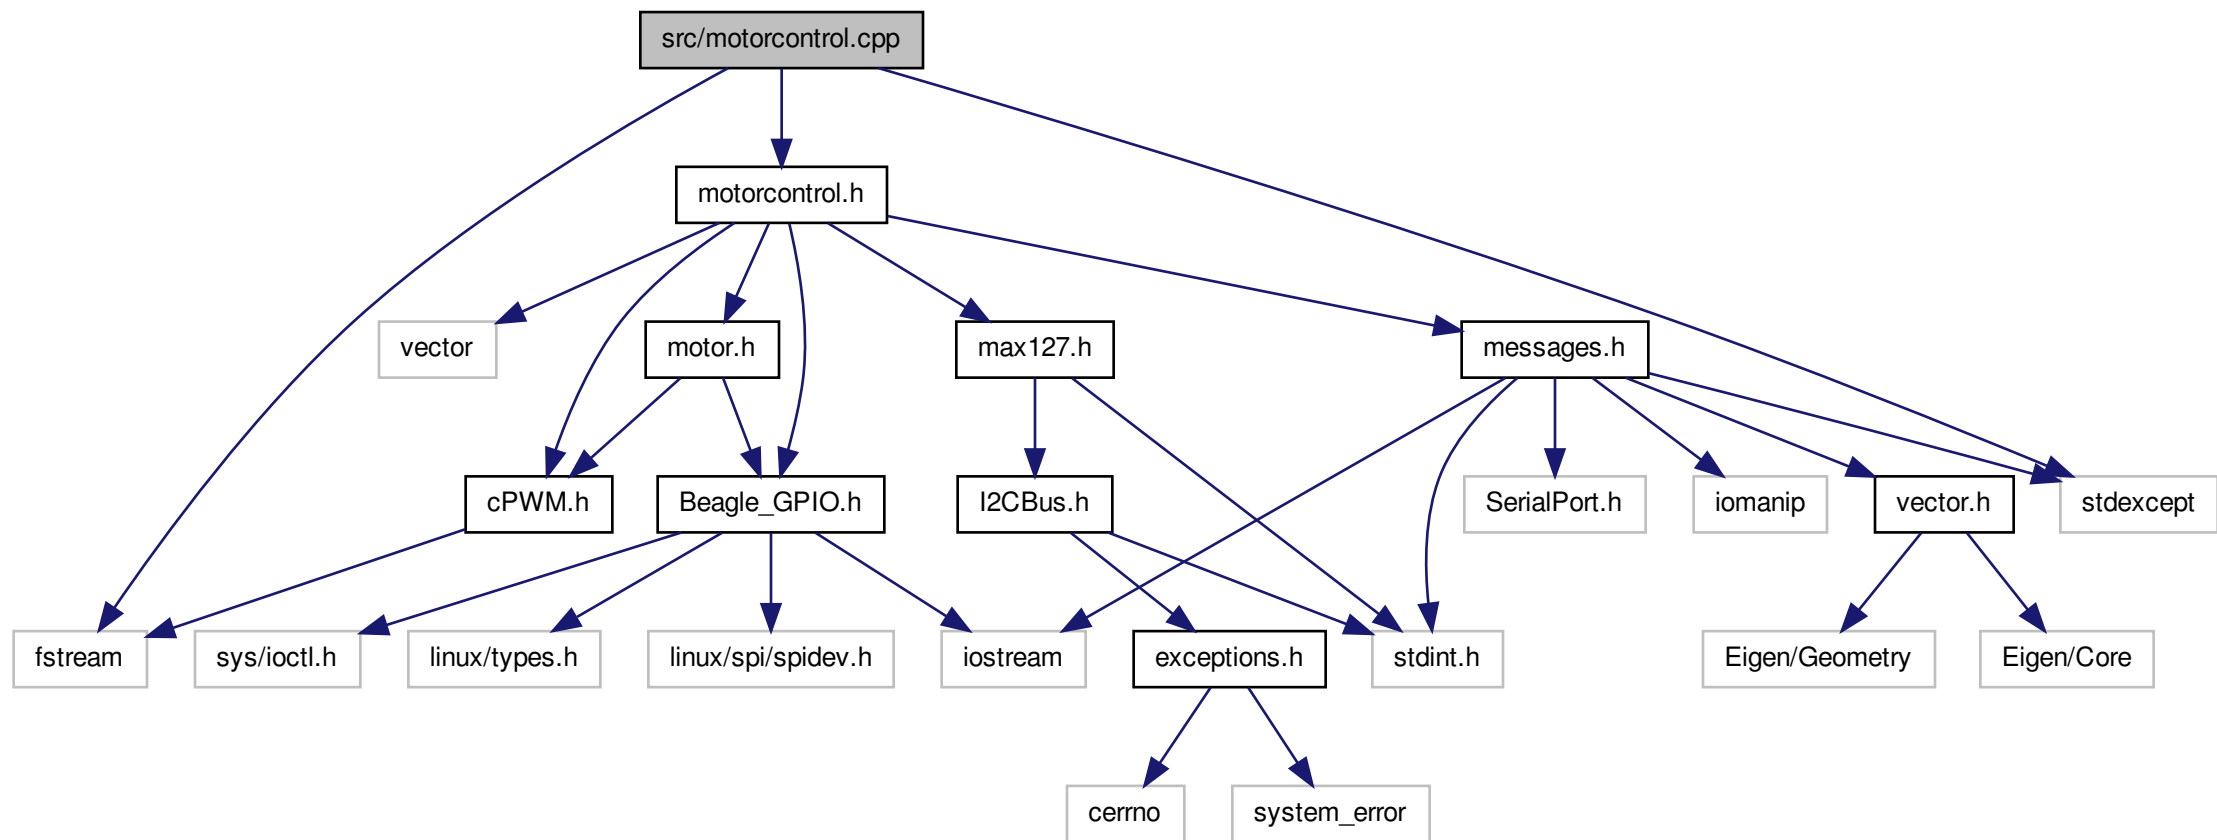 src/motorcontrol.cpp
motorcontrol.h
vector
motor.h
max127.h
messages.h
cPWM.h
Beagle_GPIO.h
I2CBus.h
SerialPort.h
iomanip
vector.h
stdexcept
fstream
sys/ioctl.h
linux/types.h
linux/spi/spidev.h
iostream
exceptions.h
stdint.h
Eigen/Geometry
Eigen/Core
cerrno
system_error